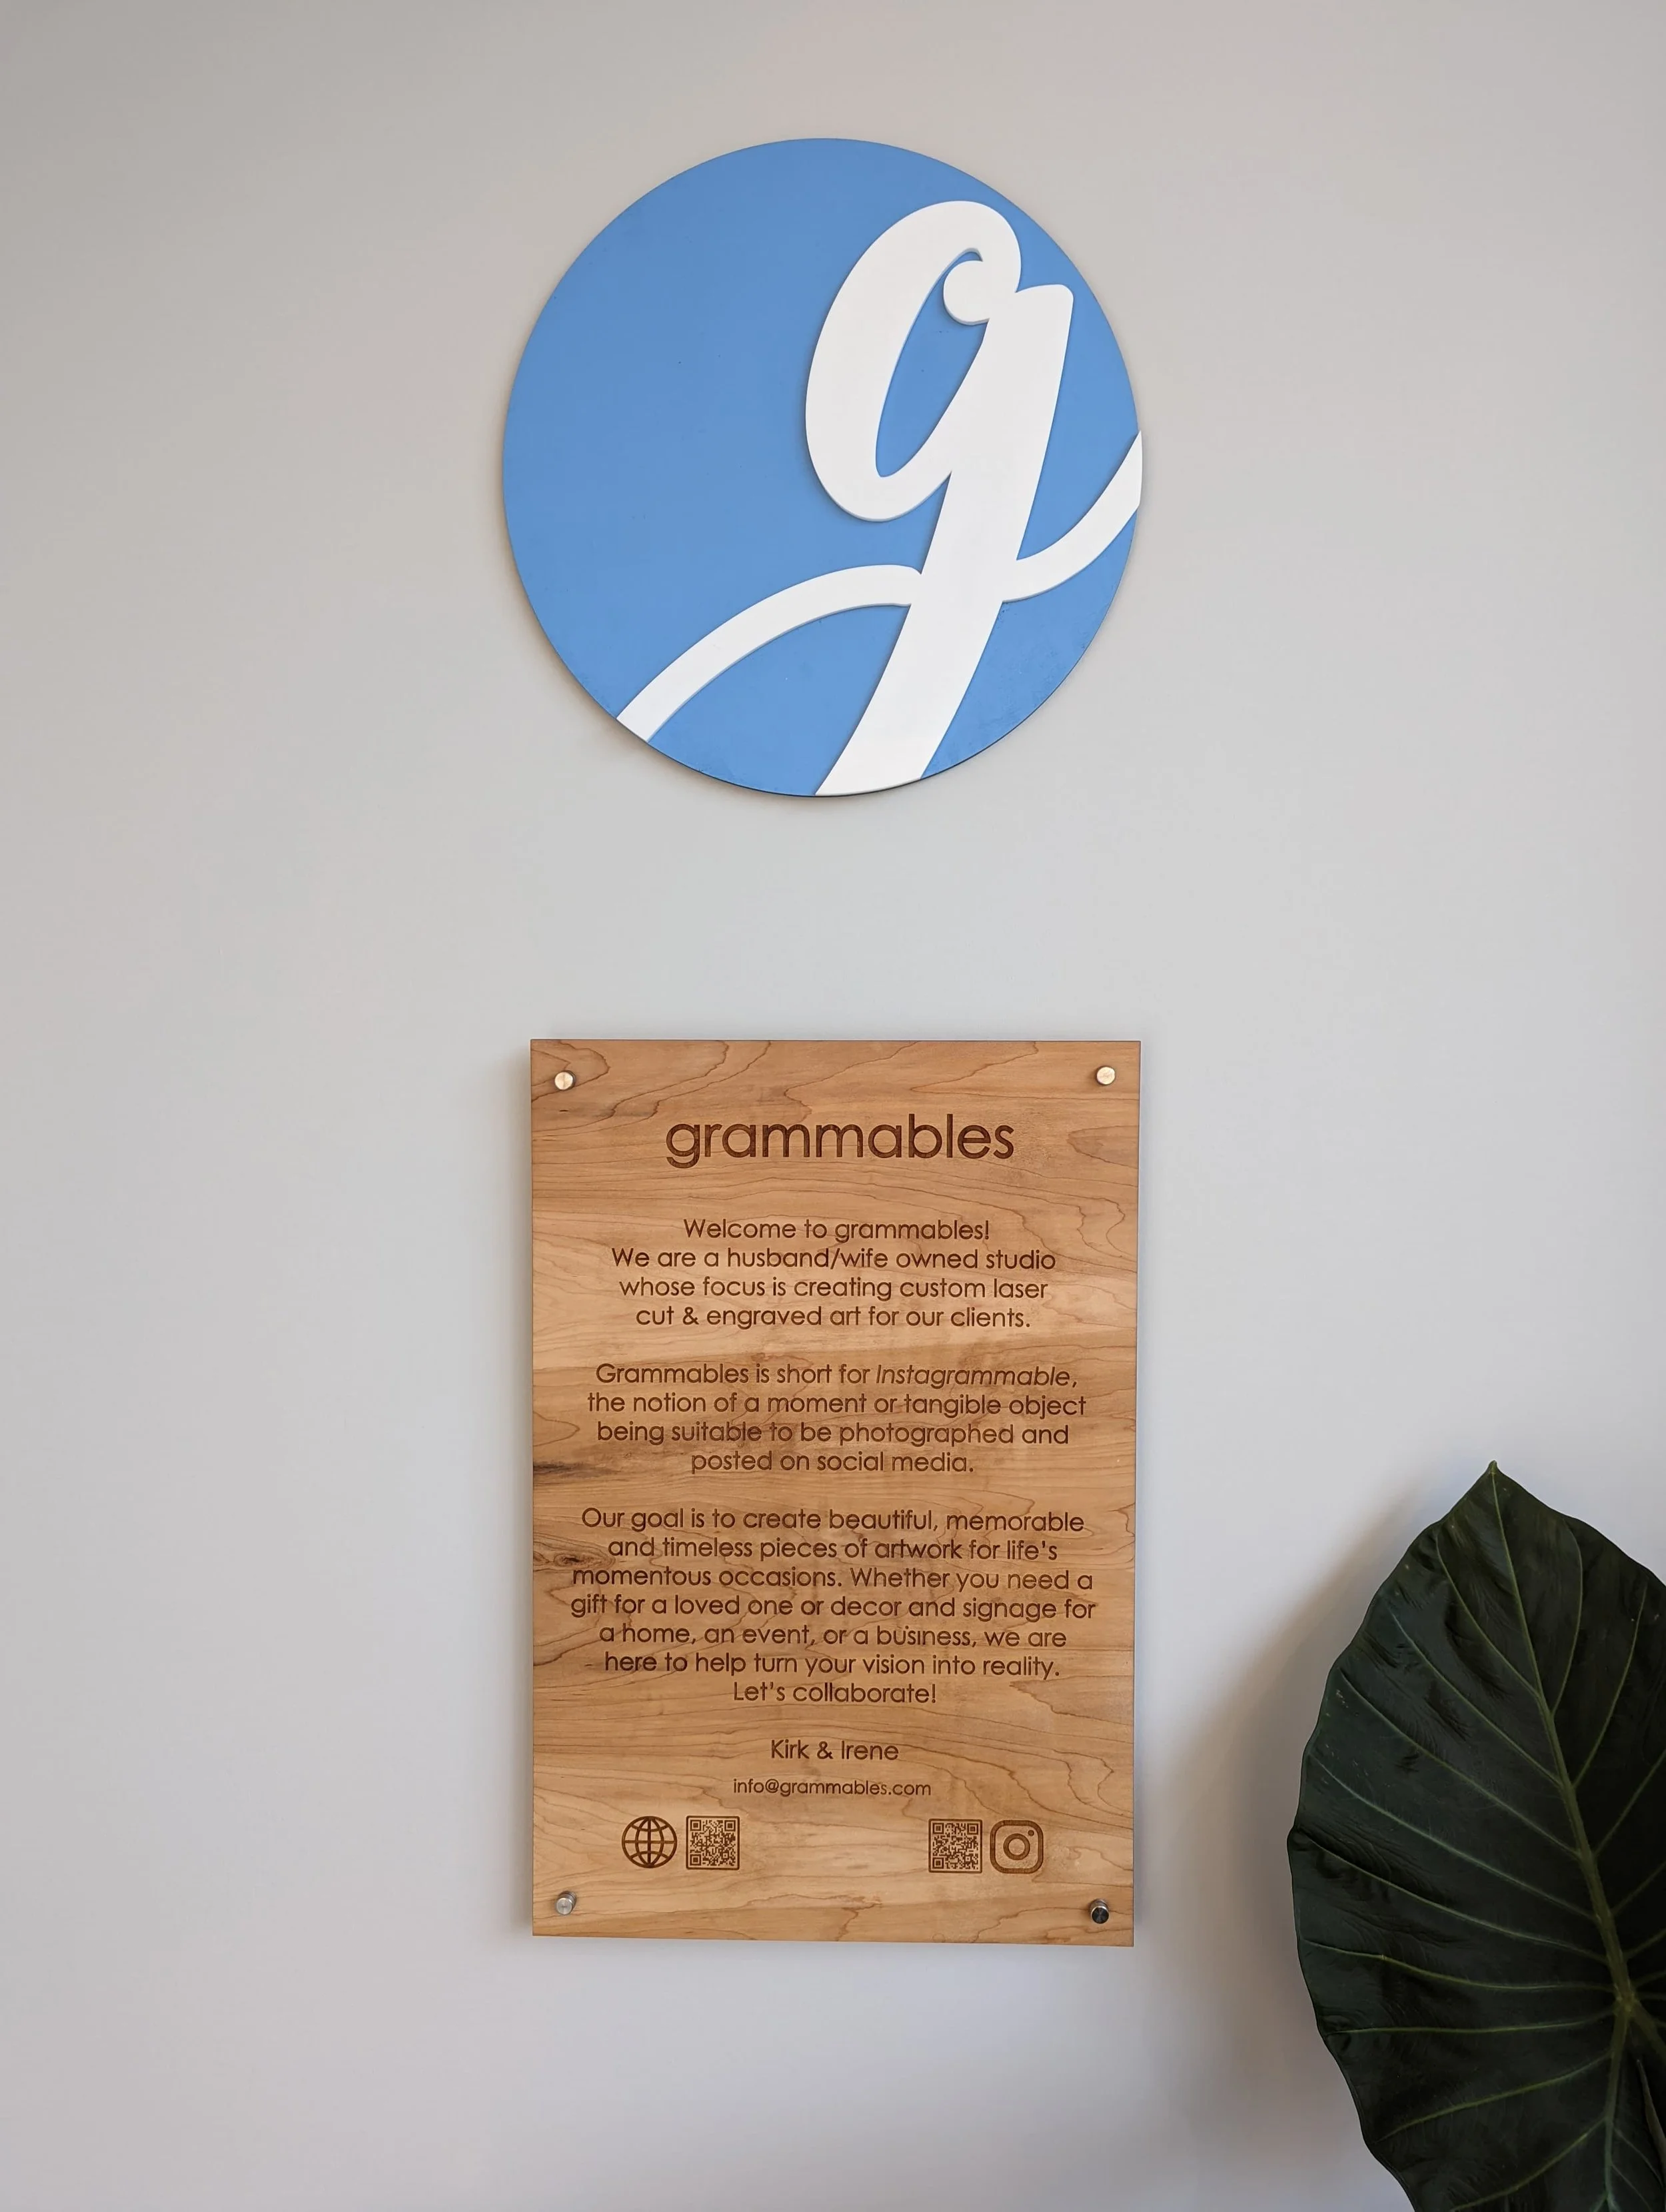 g
grammables
Welcome to grammables!
We are a husband/wife owned studio
whose focus is creating custom laser
cut & engraved art for our clients.
Grammables is short for Instagrammable,
the notion of a moment or tangible object
being suitable to be photographed and
posted on social media.
Our goal is to create beautiful, memorable
and timeless pieces of artwork for life's
momentous occasions. Whether you need a
gift for a loved one or decor and signage for
a home, an event, or a business, we are
here to help turn your vision into reality.
Let's collaborate!
Kirk & Irene
info@grammables.com